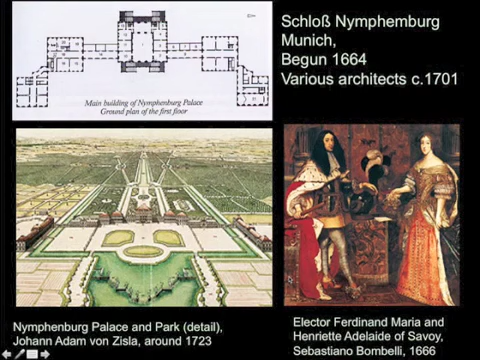 Schloß Nymphemburg
Munich,
Begun 1664
Various architects c.1701
Main building of Nymphenburg Palace
Ground plan of the first floor
Nymphenburg Palace and Park (detail),
Johann Adam von Zisla, around 1723
Elector Ferdinand Maria and
Henriette Adelaide of Savoy,
Sebastiano Bombelli, 1666